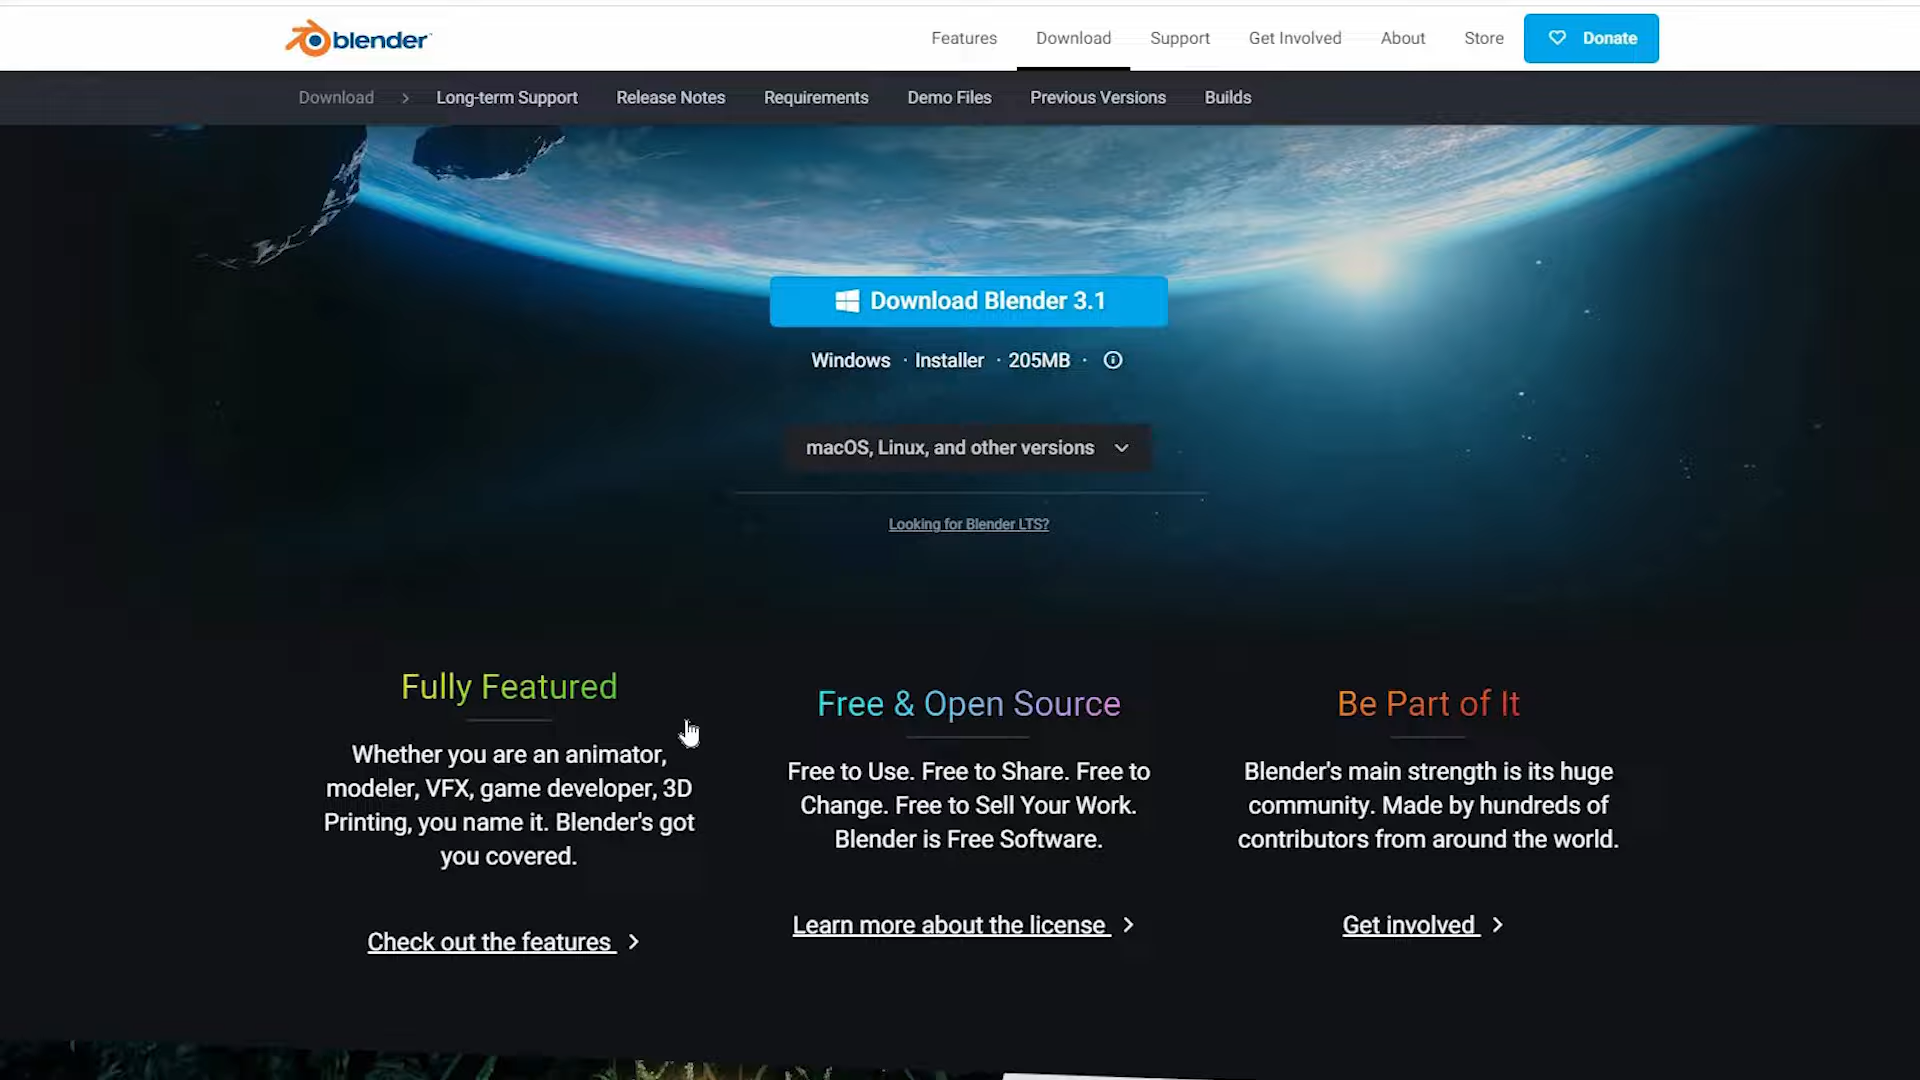 blender
Features Download Support Get Involved About Store Donate
Download > Long-term Support Release Notes Requirements Demo Files Previous Versions Builds
Download Blender 3.1
Windows · Installer · 205MB ·
macOS, Linux, and other versions
Looking for Blender LTS?
Fully Featured
Whether you are an animator,
modeler, VFX, game developer, 3D
Printing, you name it. Blender's got
you covered.
Check out the features >
Free & Open Source
Free to Use. Free to Share. Free to
Change. Free to Sell Your Work.
Blender is Free Software.
Learn more about the license >
Be Part of It
Blender's main strength is its huge
community. Made by hundreds of
contributors from around the world.
Get involved >